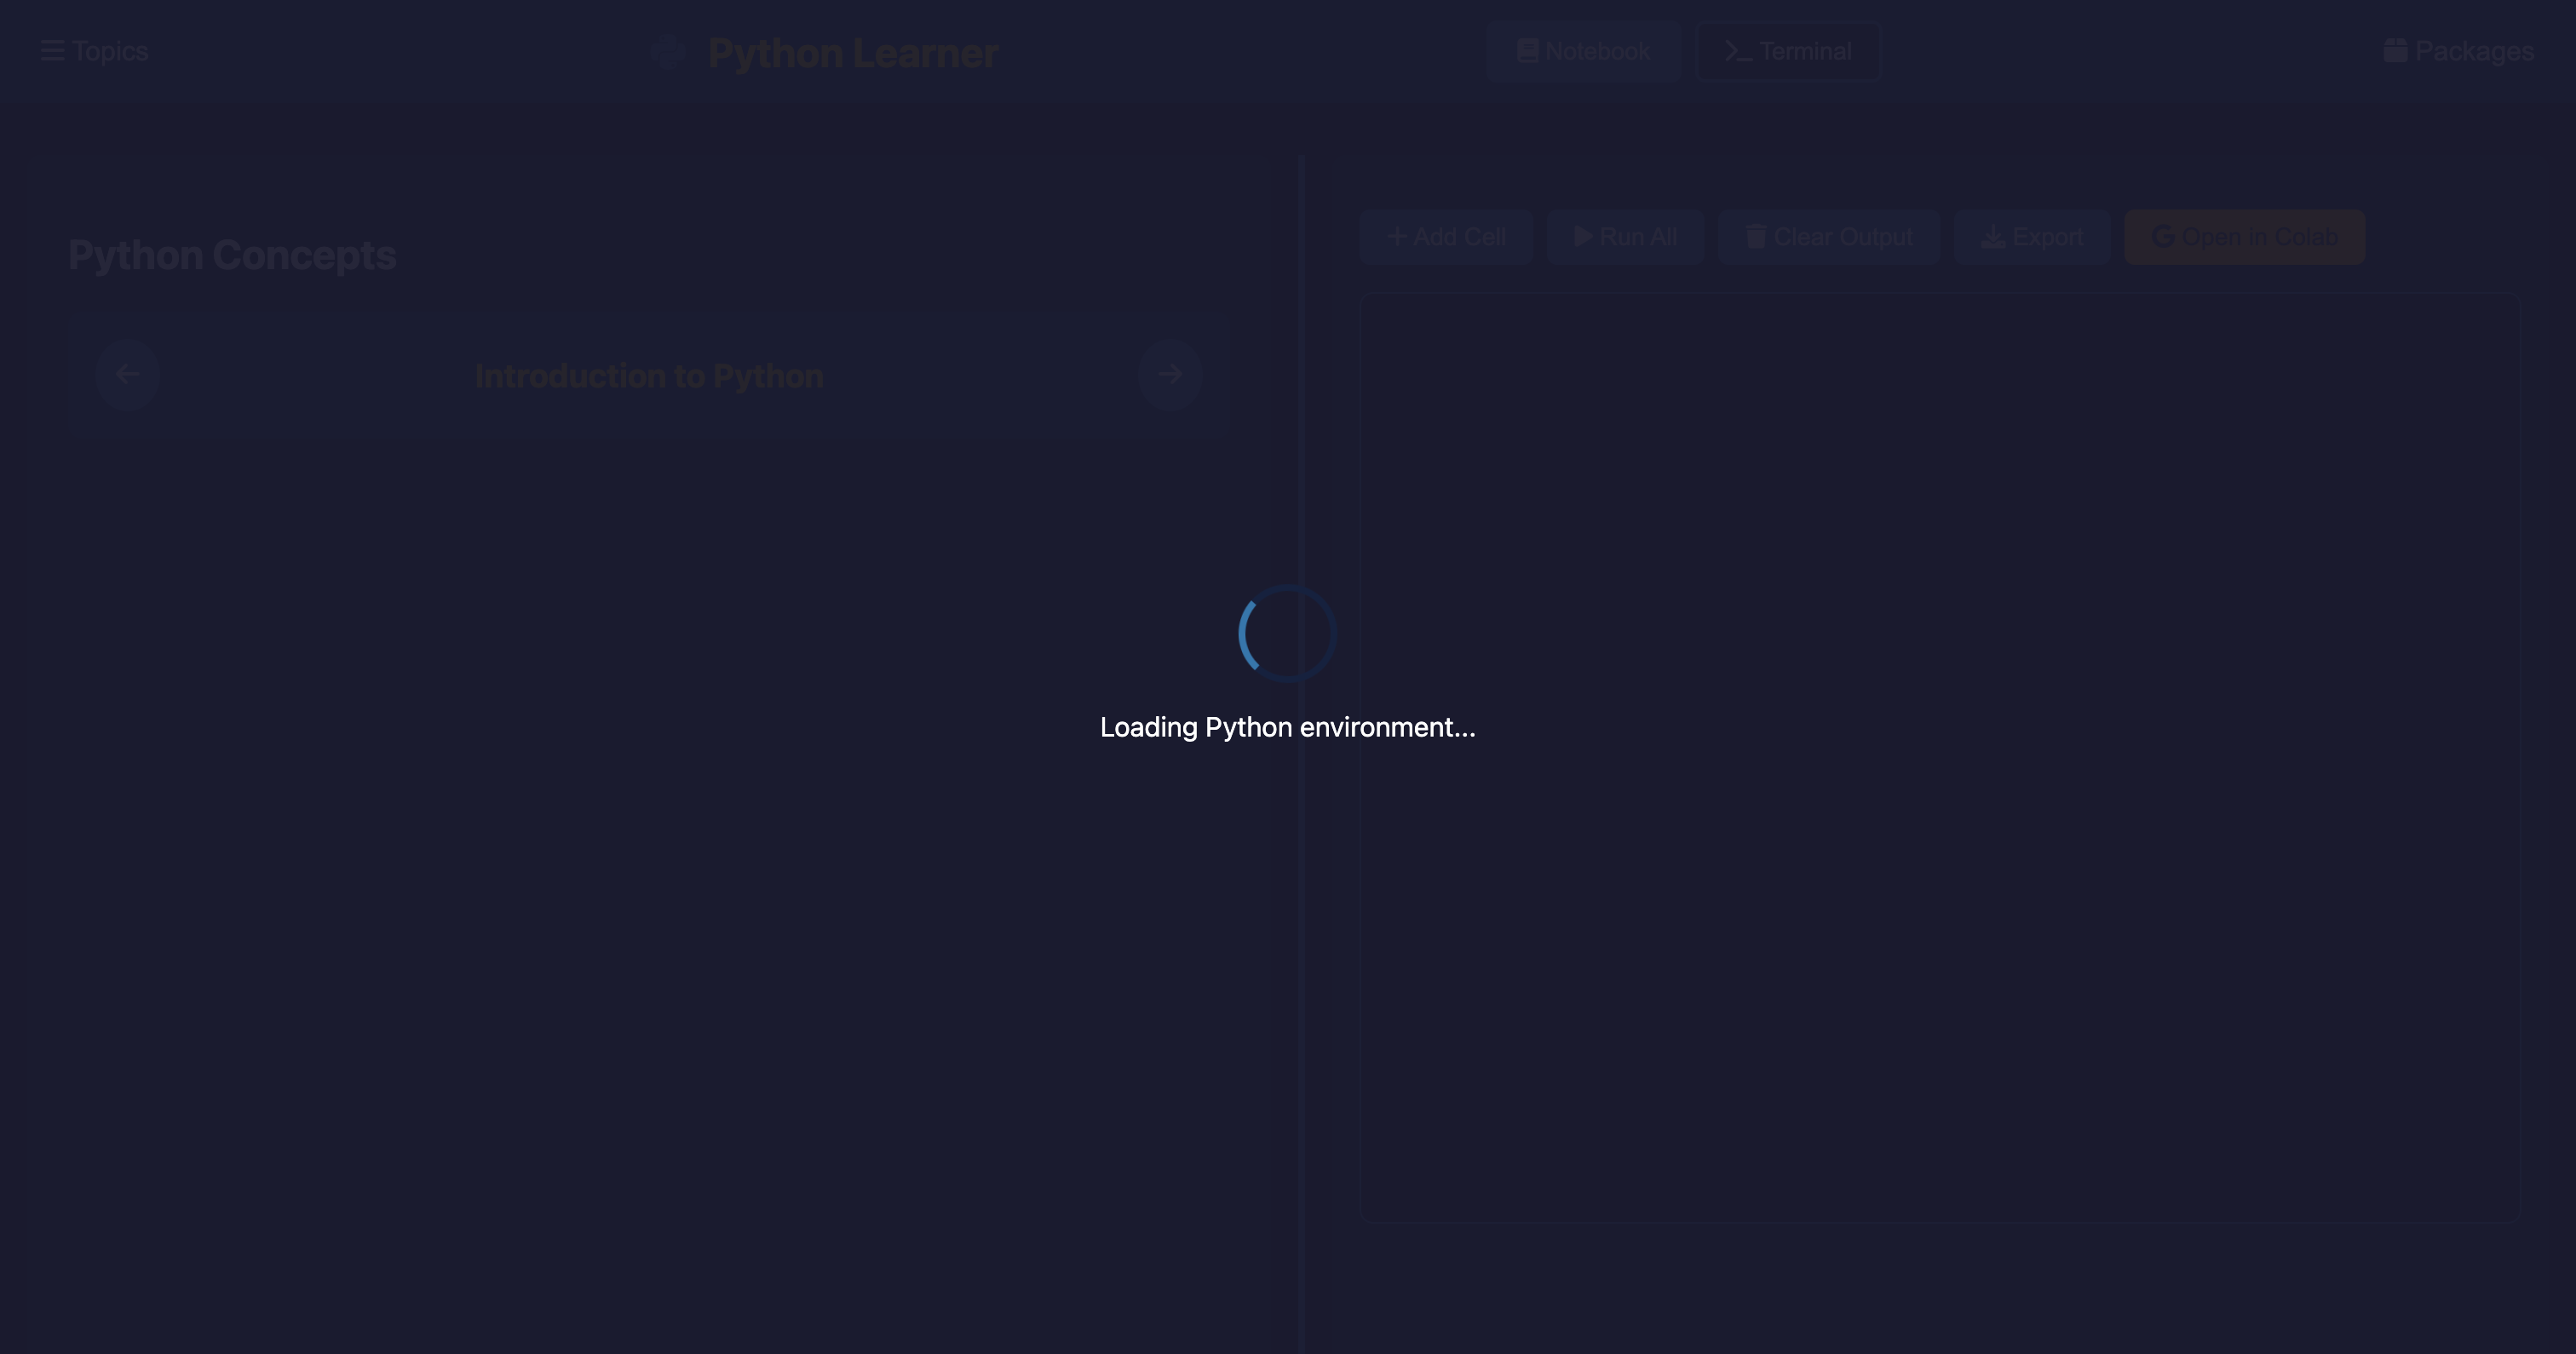 Topics
Python Learner
Notebook
Terminal
Packages
Python Concepts
Introduction to Python
Add Cell
Run All
Clear Output
Export
Open in Colab
Loading Python environment...